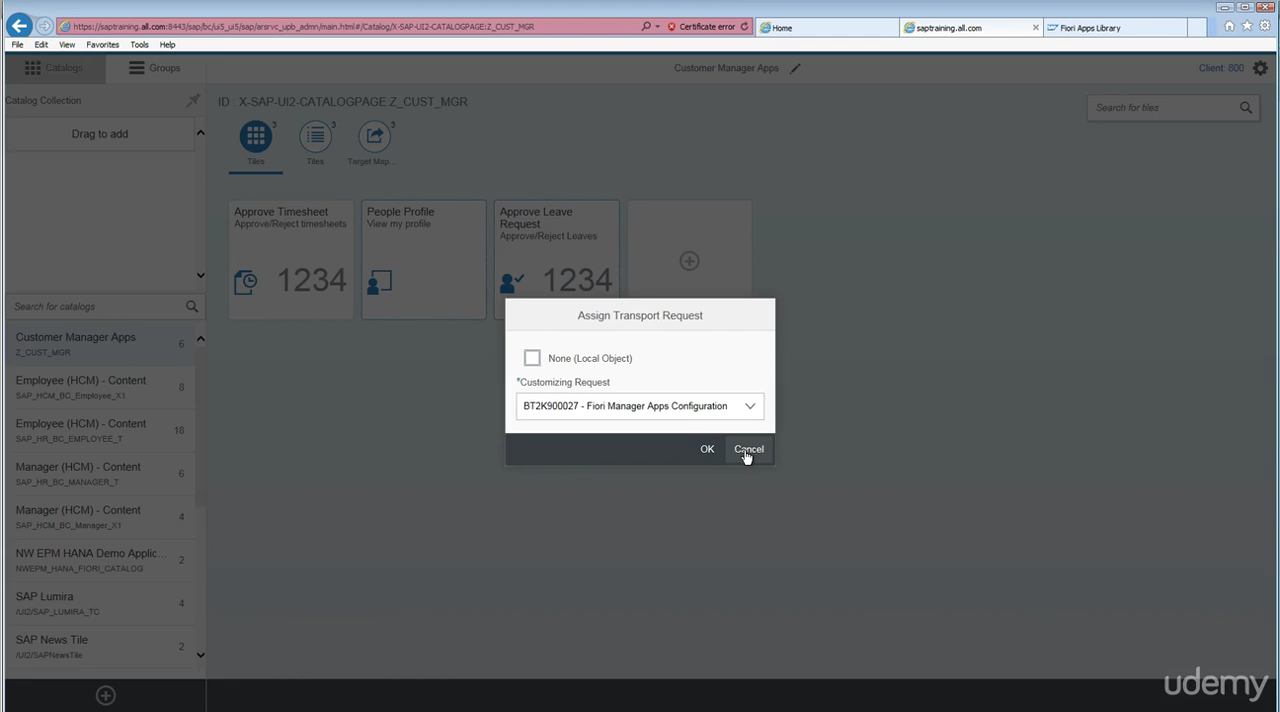 https://saptraining.all.com:8443/sap/bc/ui5_ui5/sap/arsrvc_upb_admn/main.html#/Catalog/X-SAP-UI2-CATALOGPAGE:Z_CUST_MGR
Certificate error
Home
saptraining.all.com
Fiori Apps Library
File Edit View Favorites Tools Help
Catalogs
Groups
Customer Manager Apps
Client: 800
Catalog Collection
ID : X-SAP-UI2-CATALOGPAGE:Z_CUST_MGR
Search for tiles
Drag to add
3
3
3
Tiles
Tiles
Target Map...
Approve Timesheet
Approve/Reject timesheets
1234
People Profile
View my profile
Approve Leave
Request
Approve/Reject Leaves
1234
Search for catalogs
Customer Manager Apps
Z_CUST_MGR
6
Employee (HCM) - Content
SAP_HCM_BC_Employee_X1
8
Employee (HCM) - Content
SAP_HR_BC_EMPLOYEE_T
18
Manager (HCM) - Content
SAP_HR_BC_MANAGER_T
6
Manager (HCM) - Content
SAP_HCM_BC_Manager_X1
4
NW EPM HANA Demo Applic...
NWEPM_HANA_FIORI_CATALOG
2
SAP Lumira
/UI2/SAP_LUMIRA_TC
4
SAP News Tile
/UI2/SAPNewsTile
2
Assign Transport Request
None (Local Object)
*Customizing Request
BT2K900027 - Fiori Manager Apps Configuration
OK
Cancel
udemy